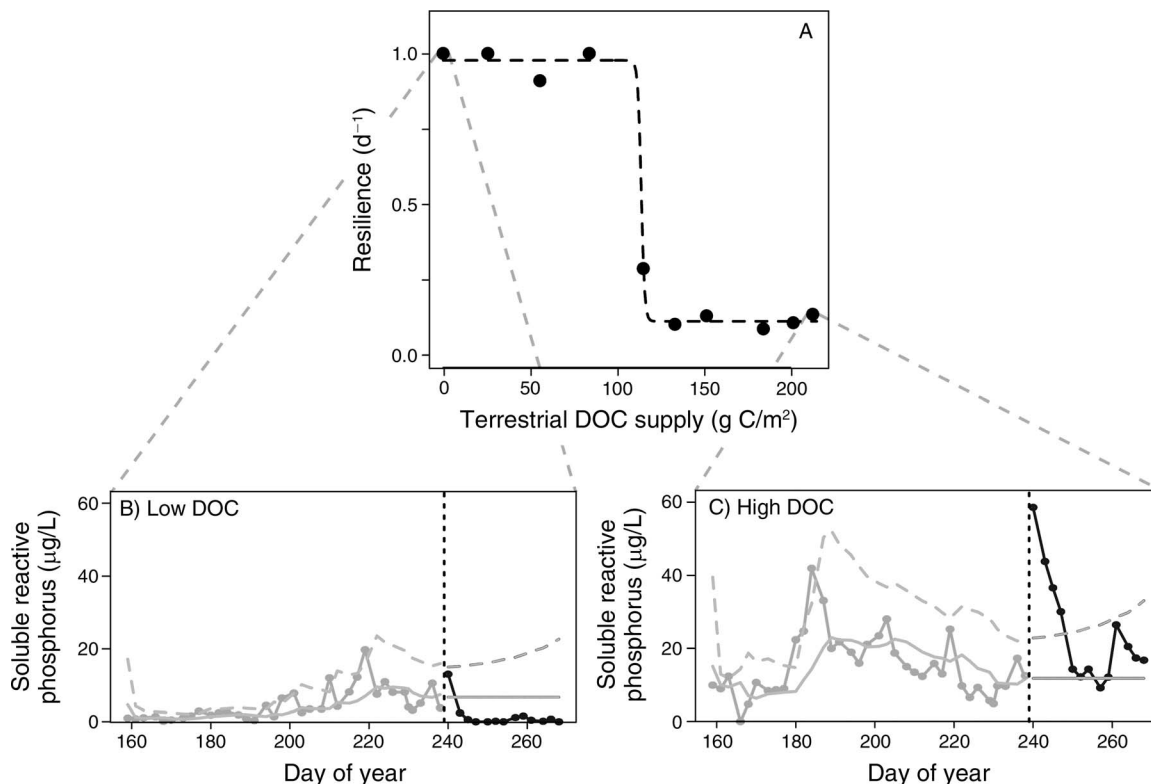 A
1.0
0.5
0.0
Resilience (d⁻¹)
0 50 100 150 200
Terrestrial DOC supply (g C/m²)
B) Low DOC
60
40
20
0
Soluble reactive
phosphorus (μg/L)
160 180 200 220 240 260
Day of year
C) High DOC
60
40
20
0
Soluble reactive
phosphorus (μg/L)
160 180 200 220 240 260
Day of year